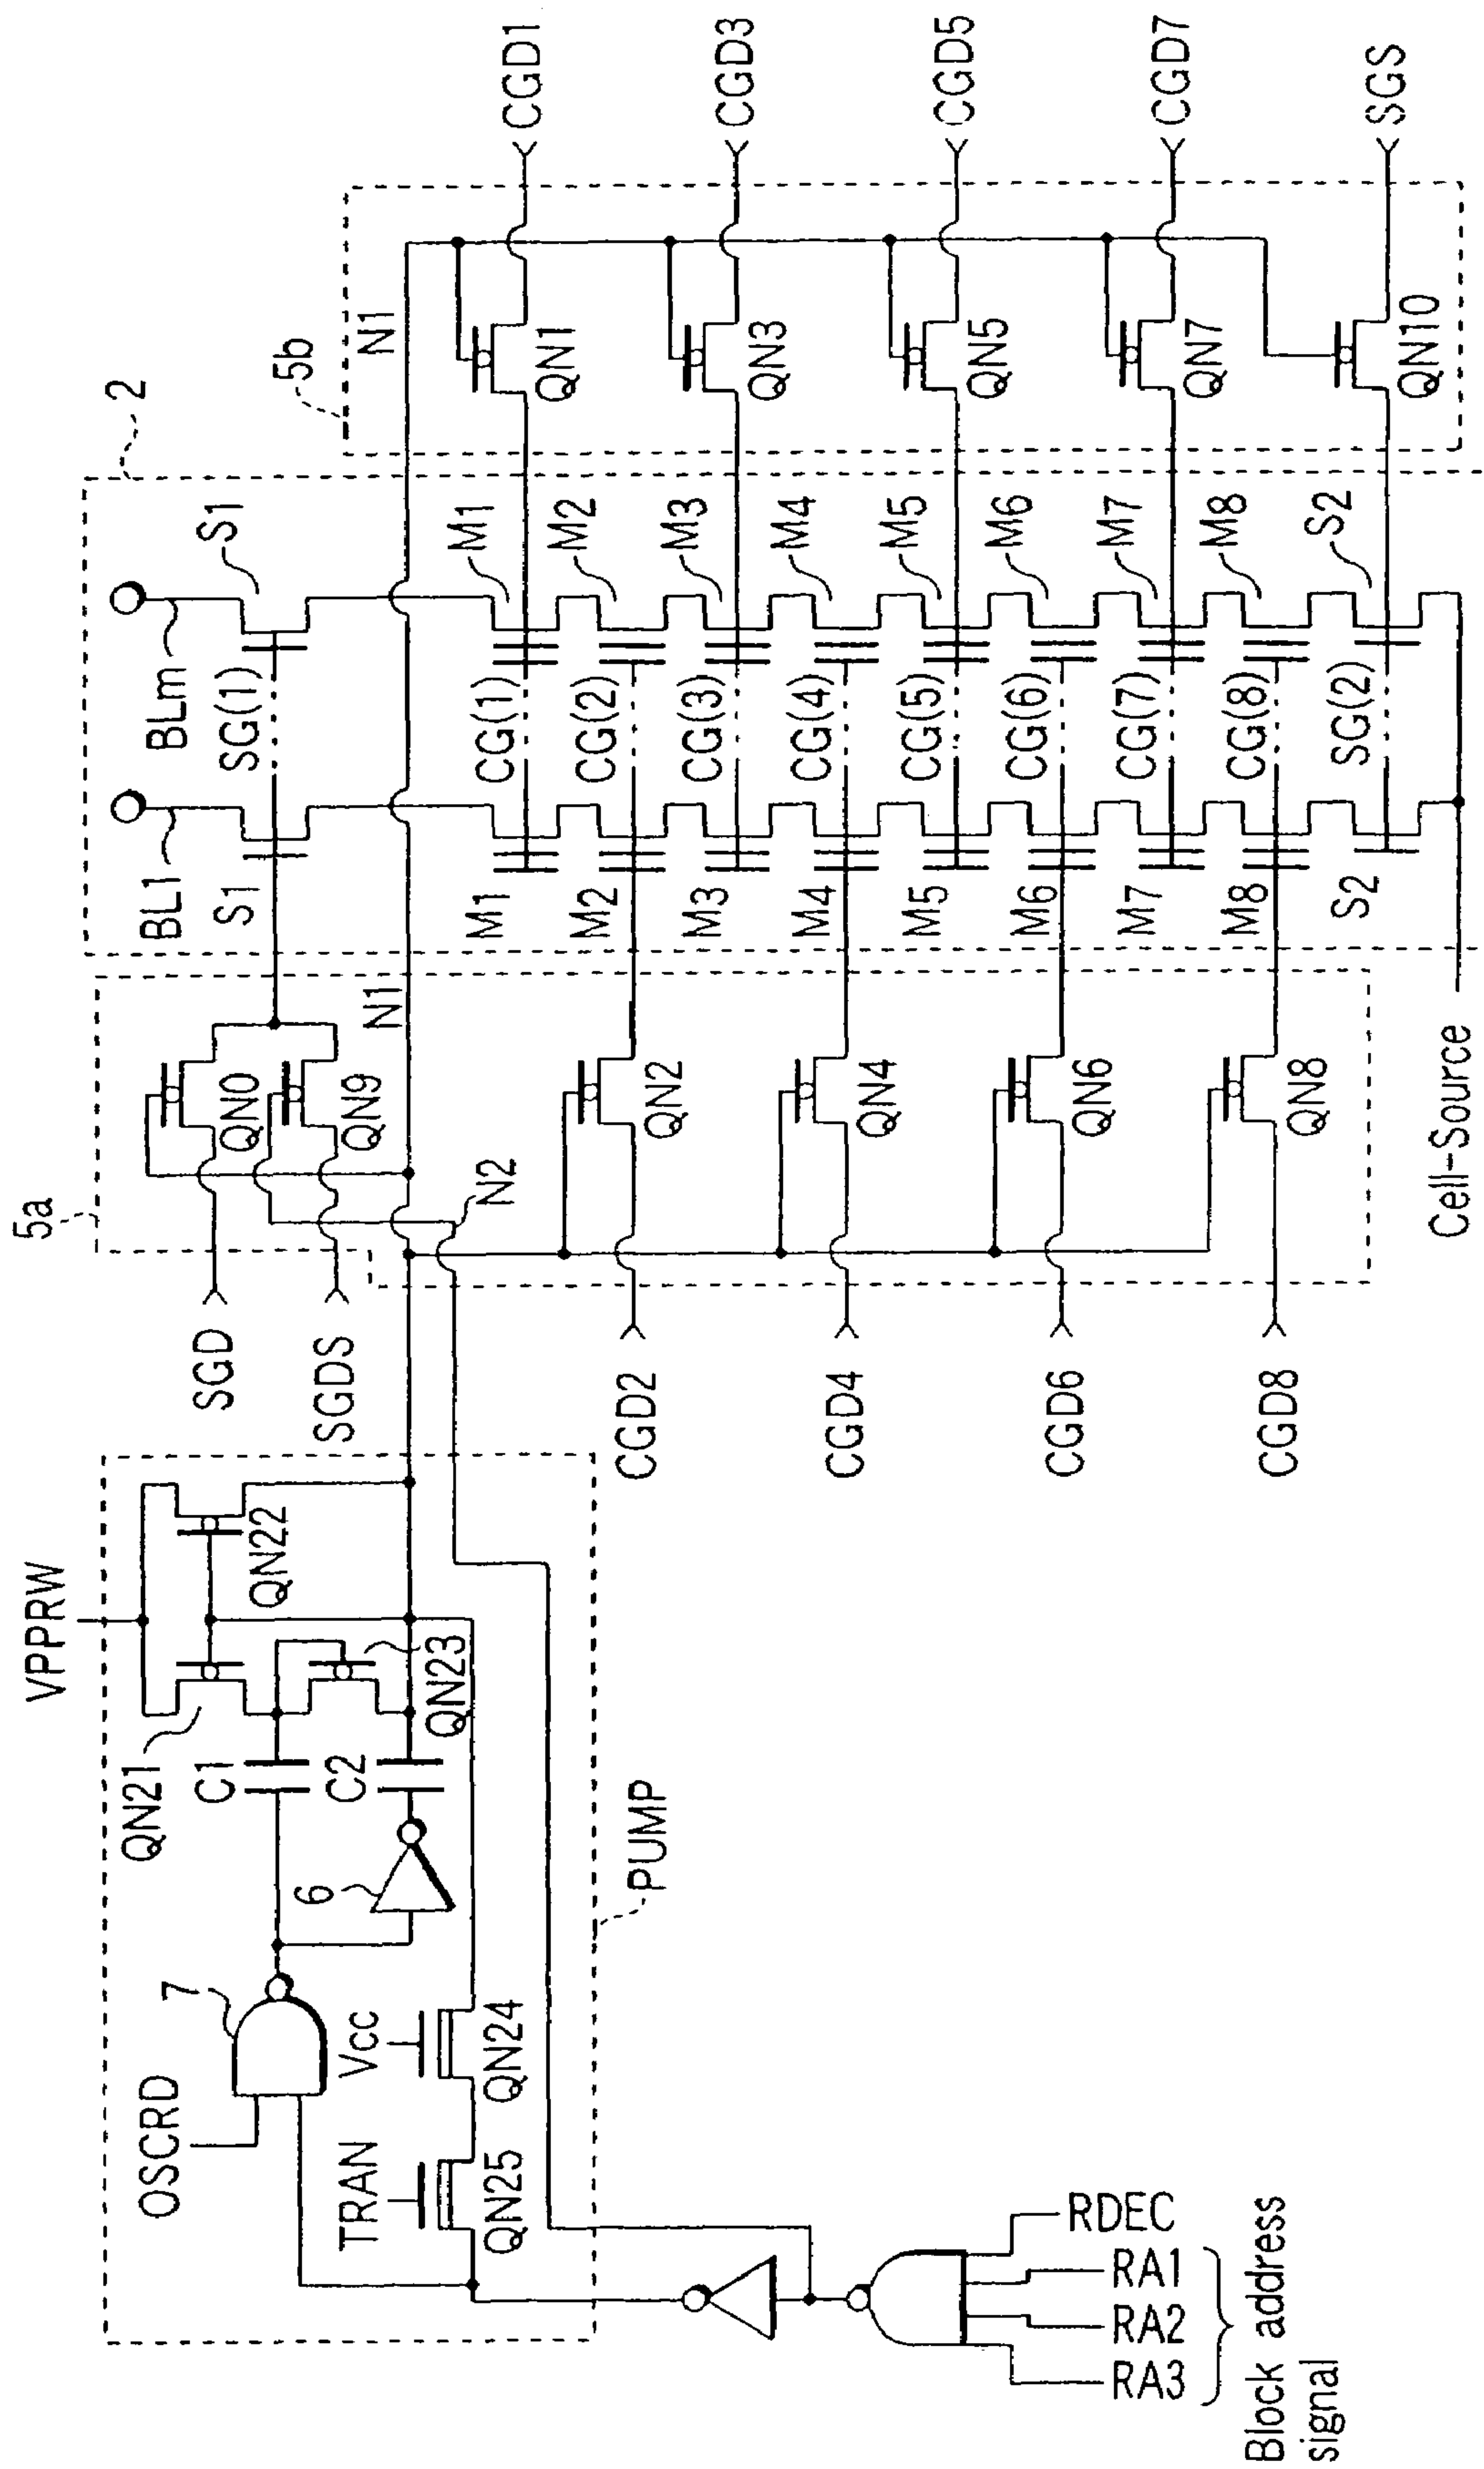 2
BLm
S1
BL1
S1
SG(1)
5b
N1
5a
N1
QN0
QN9
N2
SGD
SGDS
CGD1
CGD3
CGD5
CGD7
SGS
QN1
QN3
QN5
QN7
QN10
M1
M2
M3
M4
M5
M6
M7
M8
S2
CG(1)
CG(2)
CG(3)
CG(4)
CG(5)
CG(6)
CG(7)
CG(8)
SG(2)
M1
M2
M3
M4
M5
M6
M7
M8
S2
QN2
QN4
QN6
QN8
CGD2
CGD4
CGD6
CGD8
Cell-Source
VPPRW
QN22
QN21
QN23
C1
C2
6
7
OSCRD
Vcc
QN24
TRAN
QN25
PUMP
RDEC
RA1
RA2
RA3
Block address
signal